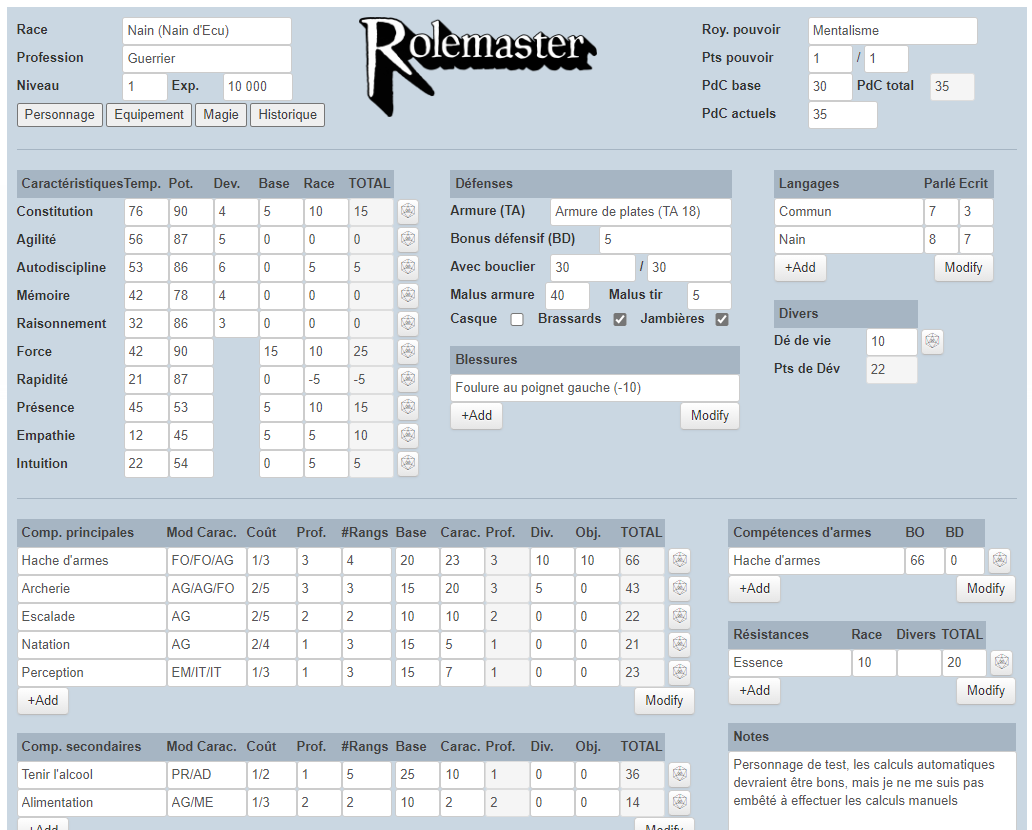 Race Nain (Nain d'Ecu)
Profession Guerrier
Niveau 1 Exp. 10 000
Personnage Equipement Magie Historique
Rolemaster
Roy. pouvoir Mentalisme
Pts pouvoir 1 / 1
PdC base 30 PdC total 35
PdC actuels 35
Caractéristiques Temp. Pot. Dev. Base Race TOTAL
Constitution 76 90 4 5 10 15
Agilité 56 87 5 0 0 0
Autodiscipline 53 86 6 0 5 5
Mémoire 42 78 4 0 0 0
Raisonnement 32 86 3 0 0 0
Force 42 90 15 10 25
Rapidité 21 87 0 -5 -5
Présence 45 53 5 10 15
Empathie 12 45 5 5 10
Intuition 22 54 0 5 5
Défenses
Armure (TA) Armure de plates (TA 18)
Bonus défensif (BD) 5
Avec bouclier 30 / 30
Malus armure 40 Malus tir 5
Casque Brassards Jambières
Blessures
Foulure au poignet gauche (-10)
+Add Modify
Langages Parlé Ecrit
Commun 7 3
Nain 8 7
+Add Modify
Divers
Dé de vie 10
Pts de Dév 22
Comp. principales Mod Carac. Coût Prof. #Rangs Base Carac. Prof. Div. Obj. TOTAL
Hache d'armes FO/FO/AG 1/3 3 4 20 23 3 10 10 66
Archerie AG/AG/FO 2/5 3 3 15 20 3 5 0 43
Escalade AG 2/5 2 2 10 10 2 0 0 22
Natation AG 2/4 1 3 15 5 1 0 0 21
Perception EM/IT/IT 1/3 1 3 15 7 1 0 0 23
+Add Modify
Comp. secondaires Mod Carac. Coût Prof. #Rangs Base Carac. Prof. Div. Obj. TOTAL
Tenir l'alcool PR/AD 1/2 1 5 25 10 1 0 0 36
Alimentation AG/ME 1/3 2 2 10 2 2 0 0 14
+Add Modify
Compétences d'armes BO BD
Hache d'armes 66 0
+Add Modify
Résistances Race Divers TOTAL
Essence 10 20
+Add Modify
Notes
Personnage de test, les calculs automatiques
devraient être bons, mais je ne me suis pas
embêté à effectuer les calculs manuels